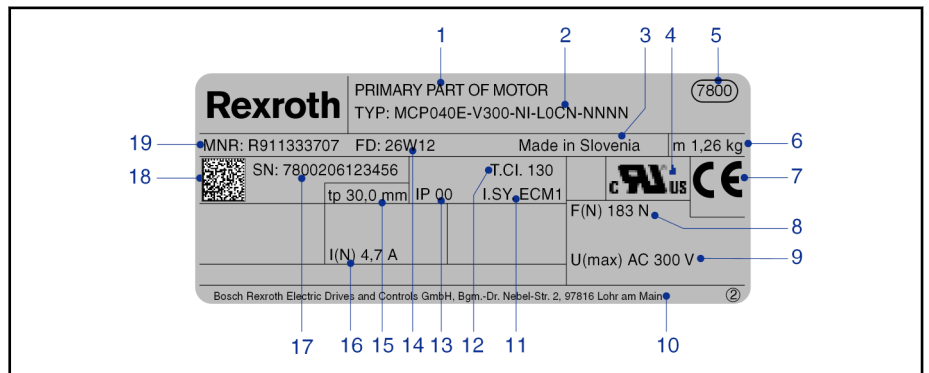 1 2 3 4 5
Rexroth
PRIMARY PART OF MOTOR
7800
TYP: MCP040E-V300-NI-L0CN-NNNN
19 MNR: R911333707 FD: 26W12 Made in Slovenia m 1,26 kg 6
18 SN: 7800206123456 T.CI. 130 c RU US CE 7
tp 30,0 mm IP 00 I.SY. ECM1
F(N) 183 N 8
I(N) 4,7 A U(max) AC 300 V 9
Bosch Rexroth Electric Drives and Controls GmbH, Bgm.-Dr. Nebel-Str. 2, 97816 Lohr am Main 2
17 16 15 14 13 12 11 10